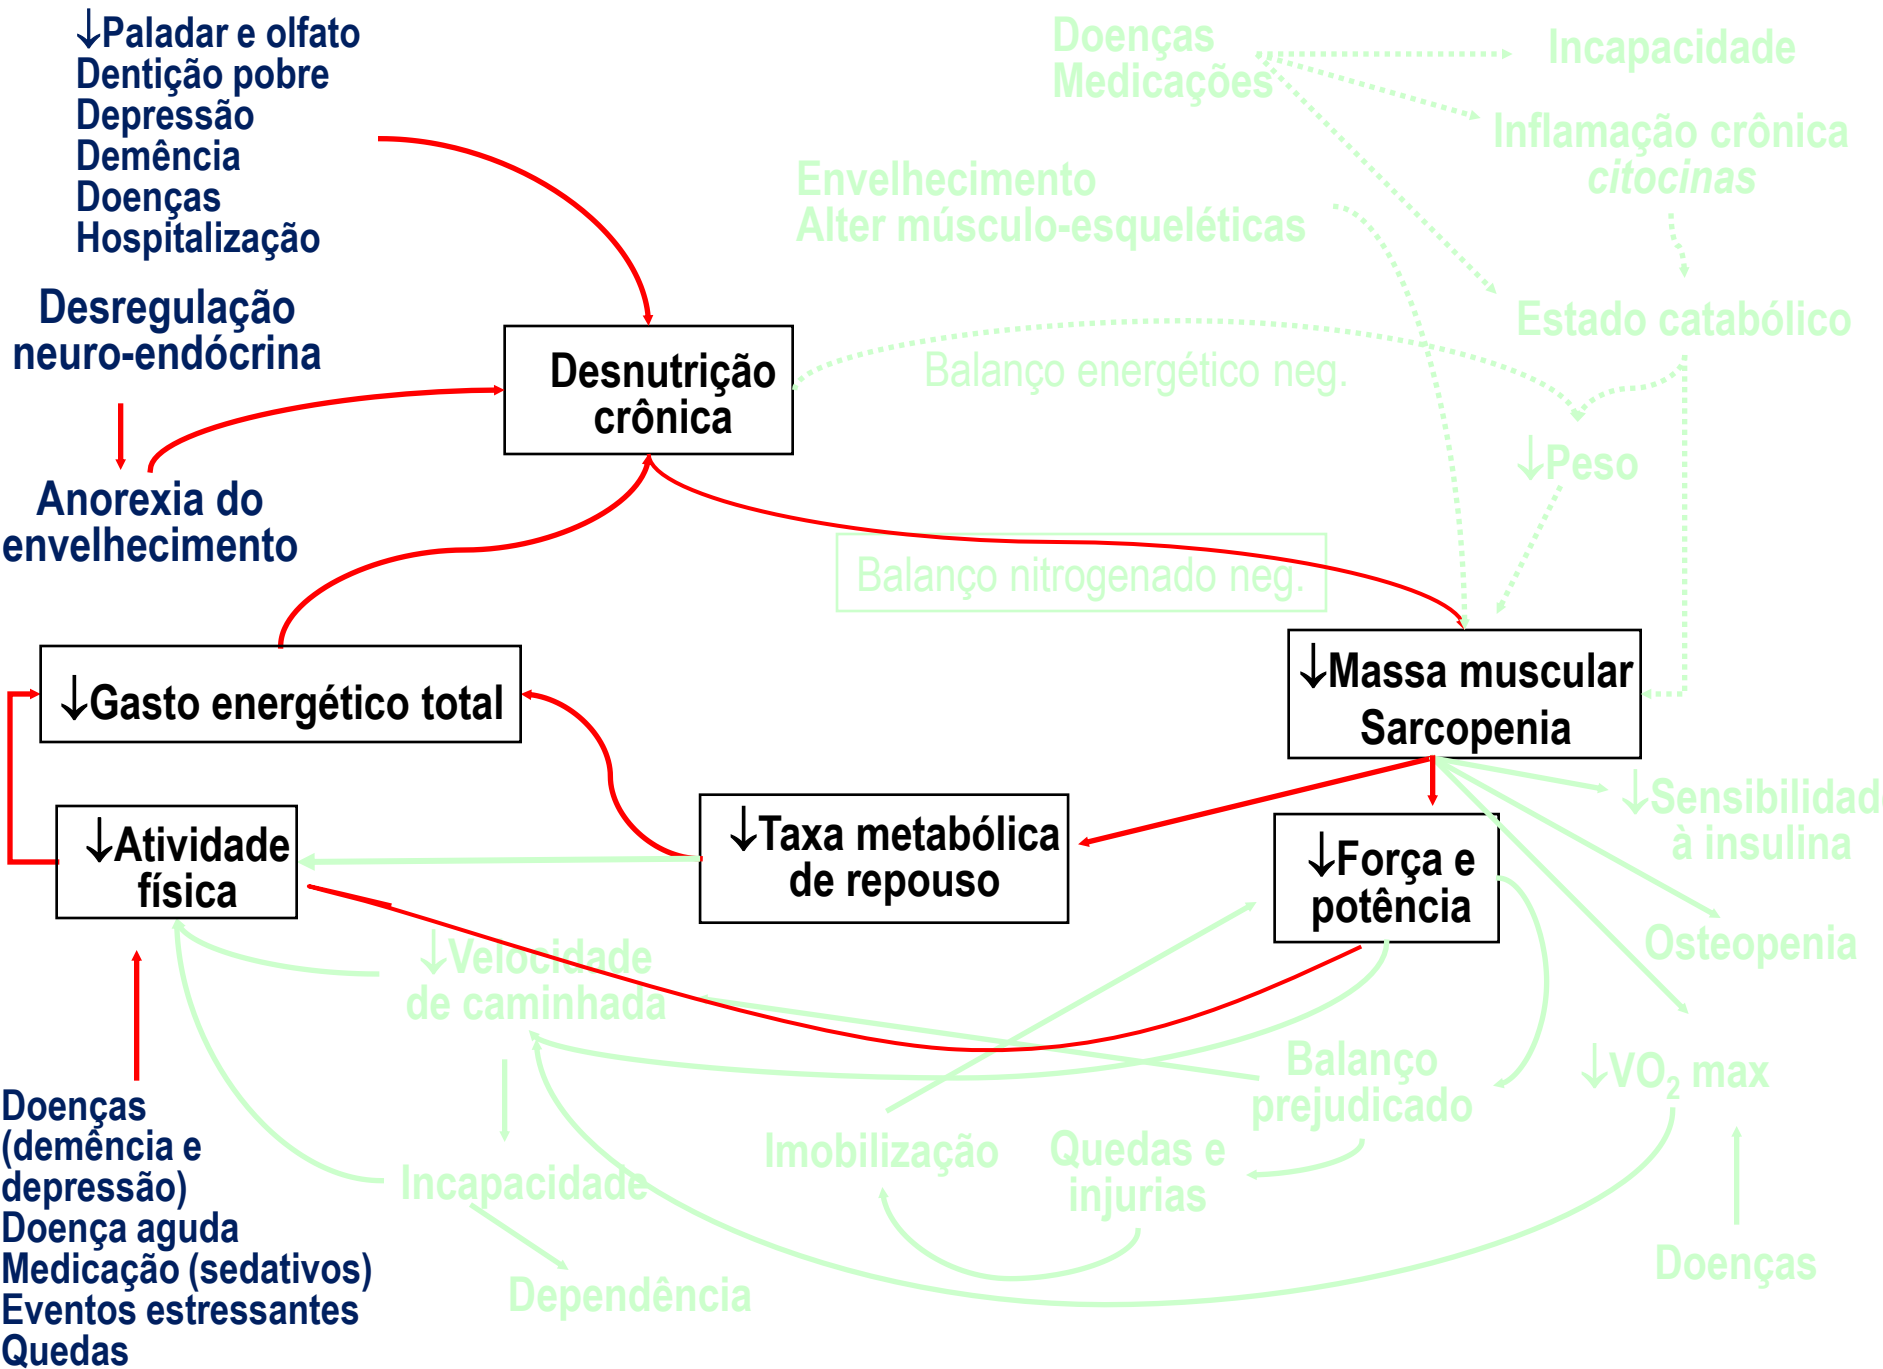 ↓Paladar e olfato
Dentição pobre
Depressão
Demência
Doenças
Hospitalização
Doenças
Medicações
Incapacidade
Inflamação crônica
citocinas
Envelhecimento
Alter músculo-esqueléticas
Desregulação
neuro-endócrina
Estado catabólico
Desnutrição
crônica
Balanço energético neg.
↓Peso
Anorexia do
envelhecimento
Balanço nitrogenado neg.
↓Gasto energético total
↓Massa muscular
Sarcopenia
↓Atividade
física
↓Taxa metabólica
de repouso
↓Força e
potência
↓Sensibilidad
à insulina
Osteopenia
↓Velocidade
de caminhada
Balanço
prejudicado
↓VO₂ max
Imobilização
Quedas e
injurias
Incapacidade
Dependência
Doenças
Doenças
(demência e
depressão)
Doença aguda
Medicação (sedativos)
Eventos estressantes
Quedas